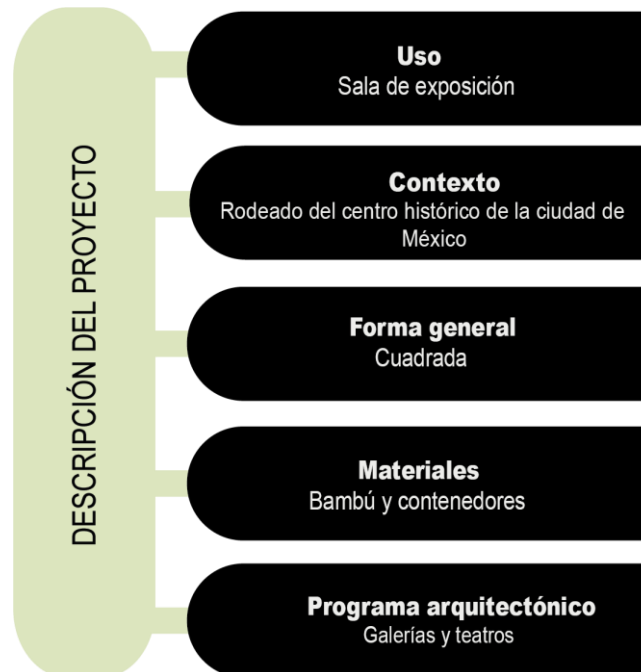 DESCRIPCIÓN DEL PROYECTO
Uso
Sala de exposición
Contexto
Rodeado del centro histórico de la ciudad de
México
Forma general
Cuadrada
Materiales
Bambú y contenedores
Programa arquitectónico
Galerías y teatros